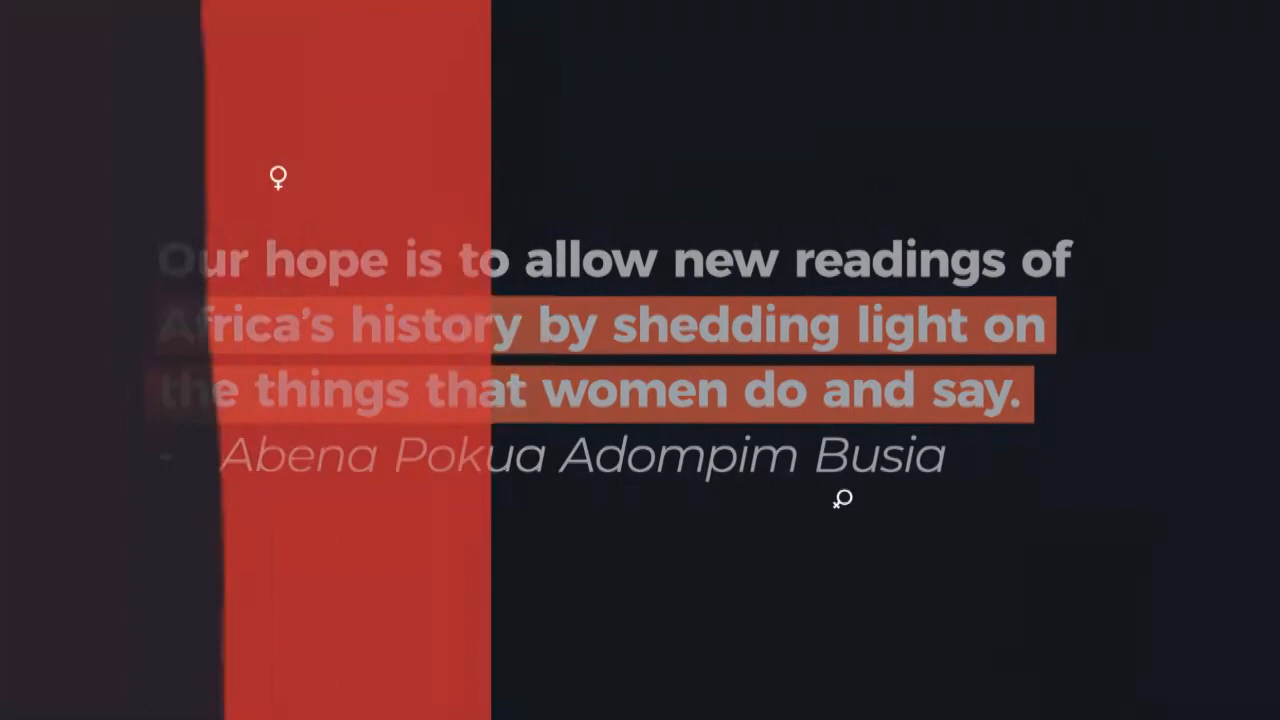 Our hope is to allow new readings of
Africa's history by shedding light on
the things that women do and say.
- Abena Pokua Adompim Busia